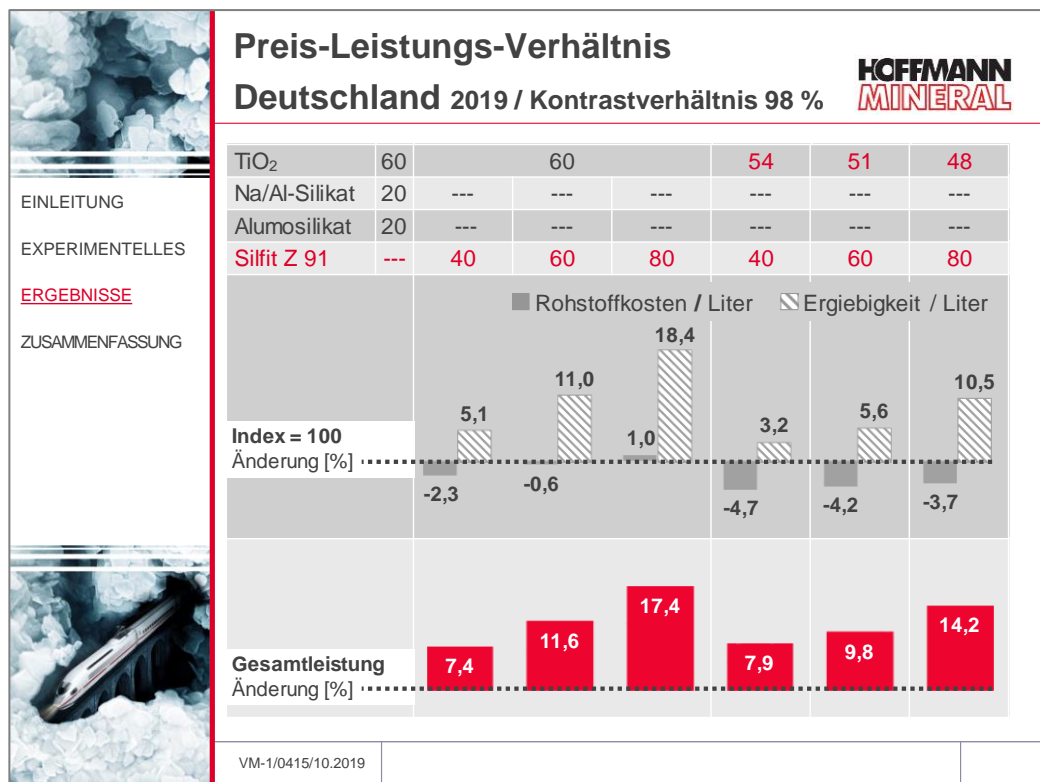 Preis-Leistungs-Verhältnis
Deutschland 2019 / Kontrastverhältnis 98 %
HOFFMANN
MINERAL
EINLEITUNG
EXPERIMENTELLES
ERGEBNISSE
ZUSAMMENFASSUNG
TiO₂ 60 60 54 51 48
Na/Al-Silikat 20 --- --- --- --- --- ---
Alumosilikat 20 --- --- --- --- --- ---
Silfit Z 91 --- 40 60 80 40 60 80
Rohstoffkosten / Liter Ergiebigkeit / Liter
18,4
11,0 10,5
5,1 3,2 5,6
1,0
Index = 100
Änderung [%]
-2,3 -0,6 -4,7 -4,2 -3,7
17,4
11,6 14,2
7,4 7,9 9,8
Gesamtleistung
Änderung [%]
VM-1/0415/10.2019